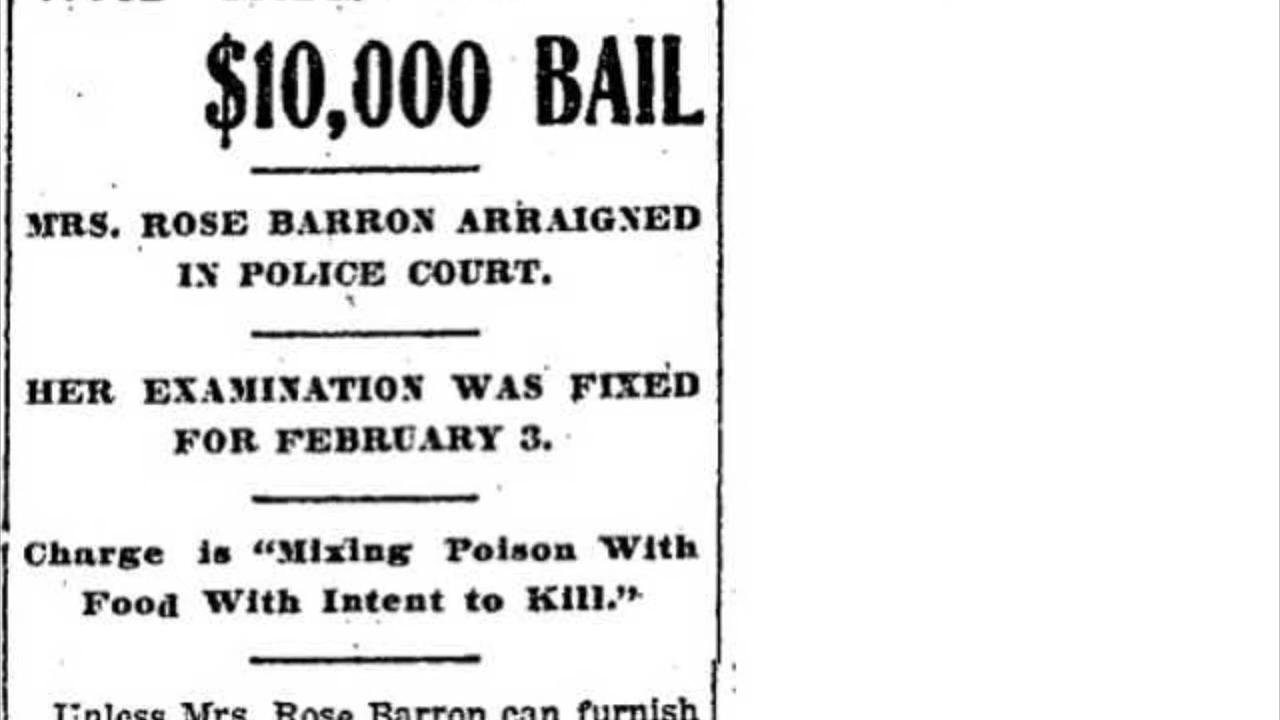 $10,000 BAIL
MRS. ROSE BARRON ARRAIGNED
IN POLICE COURT.
HER EXAMINATION WAS FIXED
FOR FEBRUARY 3.
Charge is "Mixing Poison With
Food With Intent to Kill."
Unless Mrs. Rose Barron can furnish